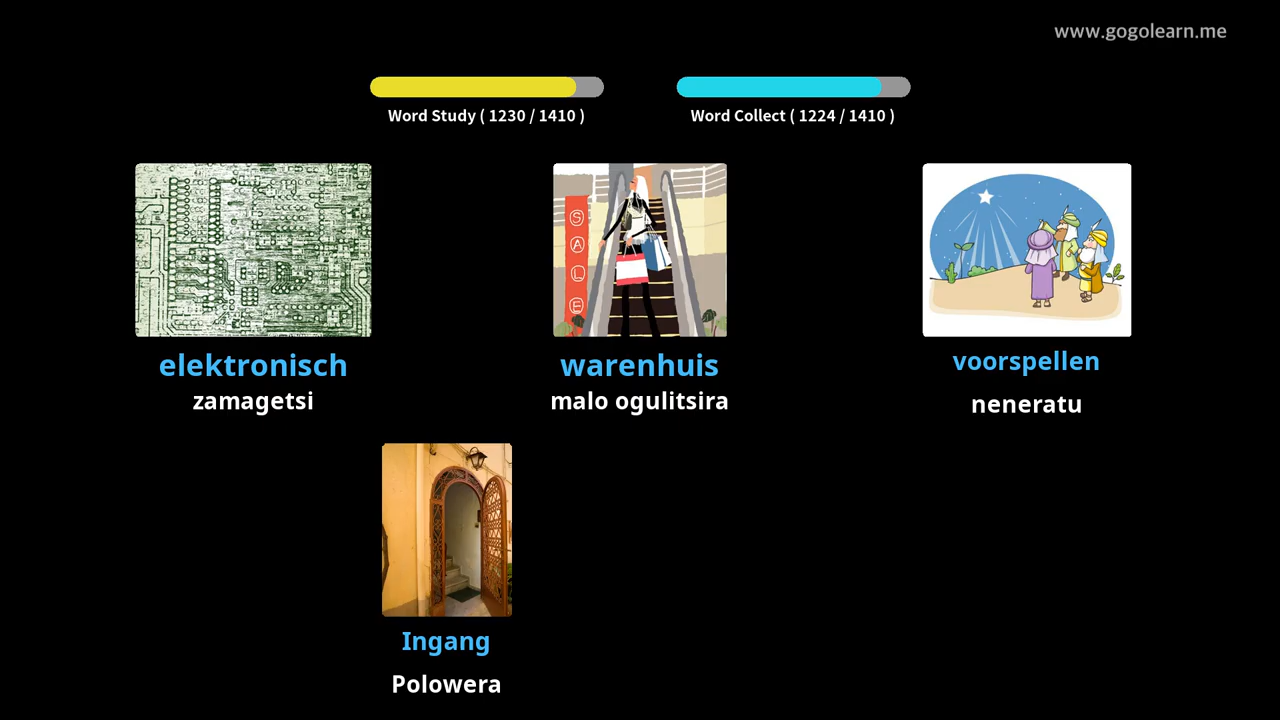 www.gogolearn.me
Word Study ( 1230 / 1410 )
Word Collect ( 1224 / 1410 )
S
A
L
E
elektronisch
zamagetsi
warenhuis
malo ogulitsira
voorspellen
neneratu
Ingang
Polowera